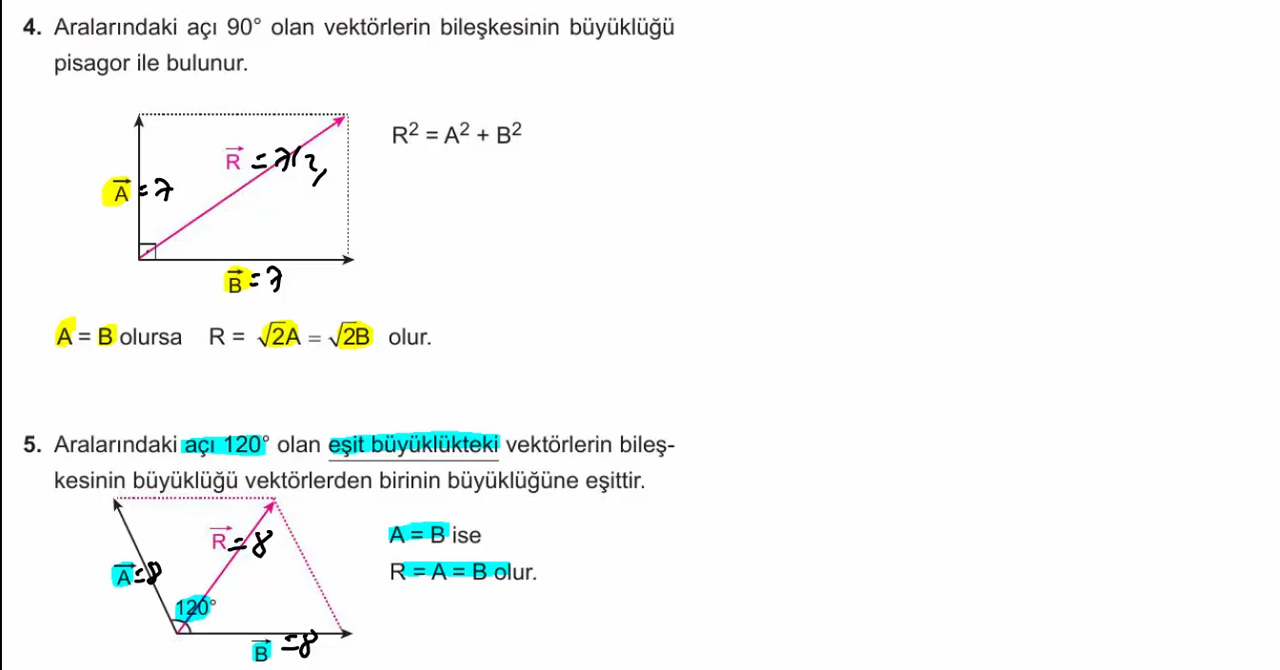 4. Aralarındaki açı 90° olan vektörlerin bileşkesinin büyüklüğü
pisagor ile bulunur.
R² = A² + B²
R = 7√2
A = 7
B = 7
A = B olursa R = √2A = √2B olur.
5. Aralarındaki açı 120° olan eşit büyüklükteki vektörlerin bileş-
kesinin büyüklüğü vektörlerden birinin büyüklüğüne eşittir.
A = B ise
R = 8
R = A = B olur.
A = 8
120°
B = 8